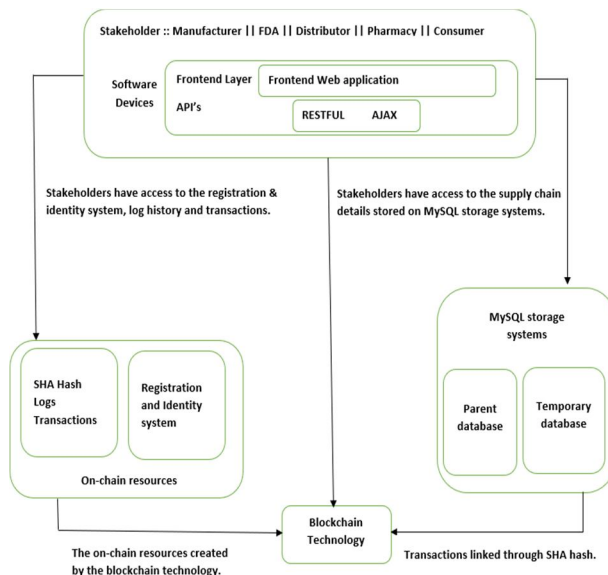 Stakeholder :: Manufacturer || FDA || Distributor || Pharmacy || Consumer
Software
Devices
Frontend Layer
Frontend Web application
API's
RESTFUL AJAX
Stakeholders have access to the registration &
identity system, log history and transactions.
Stakeholders have access to the supply chain
details stored on MySQL storage systems.
SHA Hash
Logs
Transactions
Registration
and Identity
system
On-chain resources
MySQL storage
systems
Parent
database
Temporary
database
Blockchain
Technology
The on-chain resources created
by the blockchain technology.
Transactions linked through SHA hash.